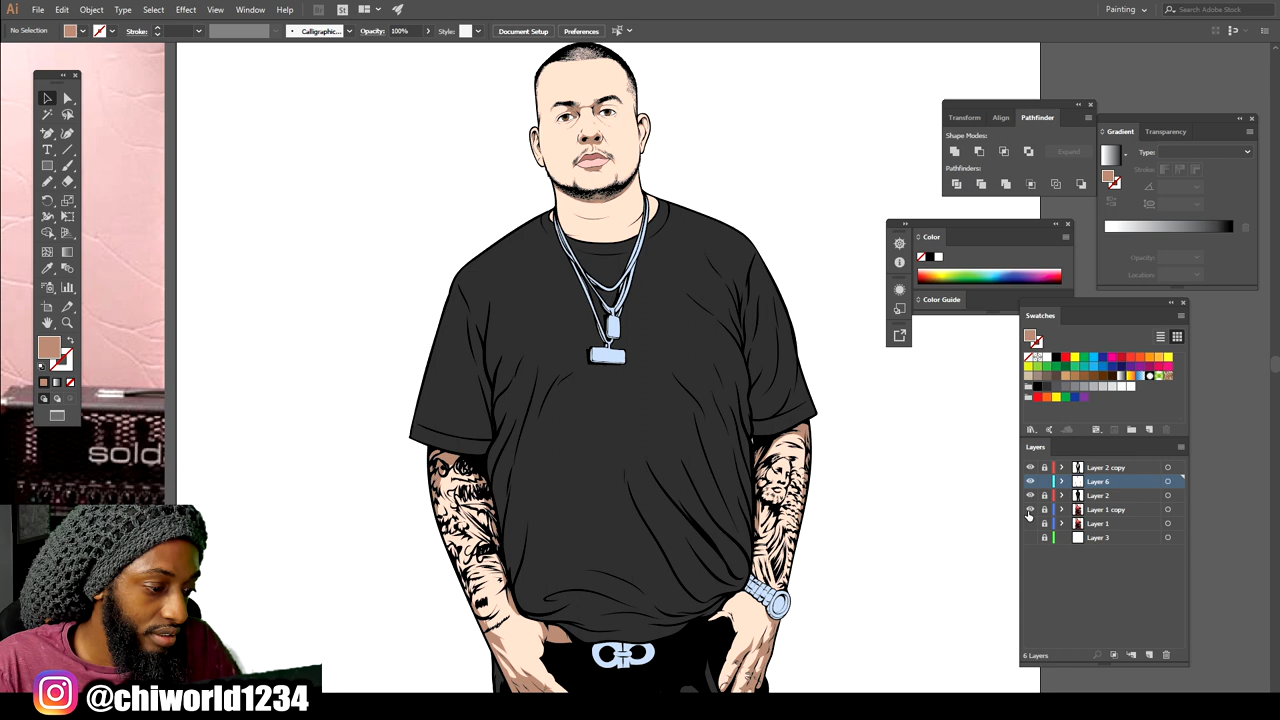 Ai File Edit Object Type Select Effect View Window Help Br St Painting Search Adobe Stock
No Selection Stroke: Calligraphic... Opacity: 100% Style: Document Setup Preferences
Transform Align Pathfinder
Shape Modes:
Expand
Pathfinders:
Gradient Transparency
Type:
Stroke:
Opacity:
Location:
Color
Color Guide
Swatches
Layers
Layer 2 copy
Layer 6
Layer 2
Layer 1 copy
Layer 1
Layer 3
6 Layers
sold
@chiworld1234